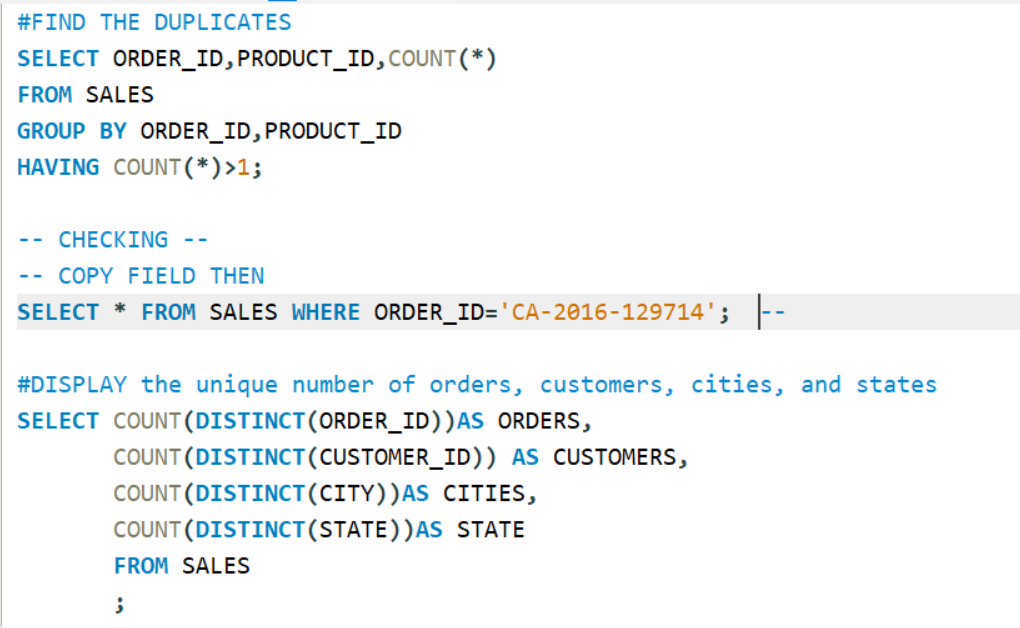 #FIND THE DUPLICATES
SELECT ORDER_ID,PRODUCT_ID,COUNT(*)
FROM SALES
GROUP BY ORDER_ID,PRODUCT_ID
HAVING COUNT(*)>1;
-- CHECKING --
-- COPY FIELD THEN
SELECT * FROM SALES WHERE ORDER_ID='CA-2016-129714';  --
#DISPLAY the unique number of orders, customers, cities, and states
SELECT COUNT(DISTINCT(ORDER_ID))AS ORDERS,
COUNT(DISTINCT(CUSTOMER_ID)) AS CUSTOMERS,
COUNT(DISTINCT(CITY))AS CITIES,
COUNT(DISTINCT(STATE))AS STATE
FROM SALES
;